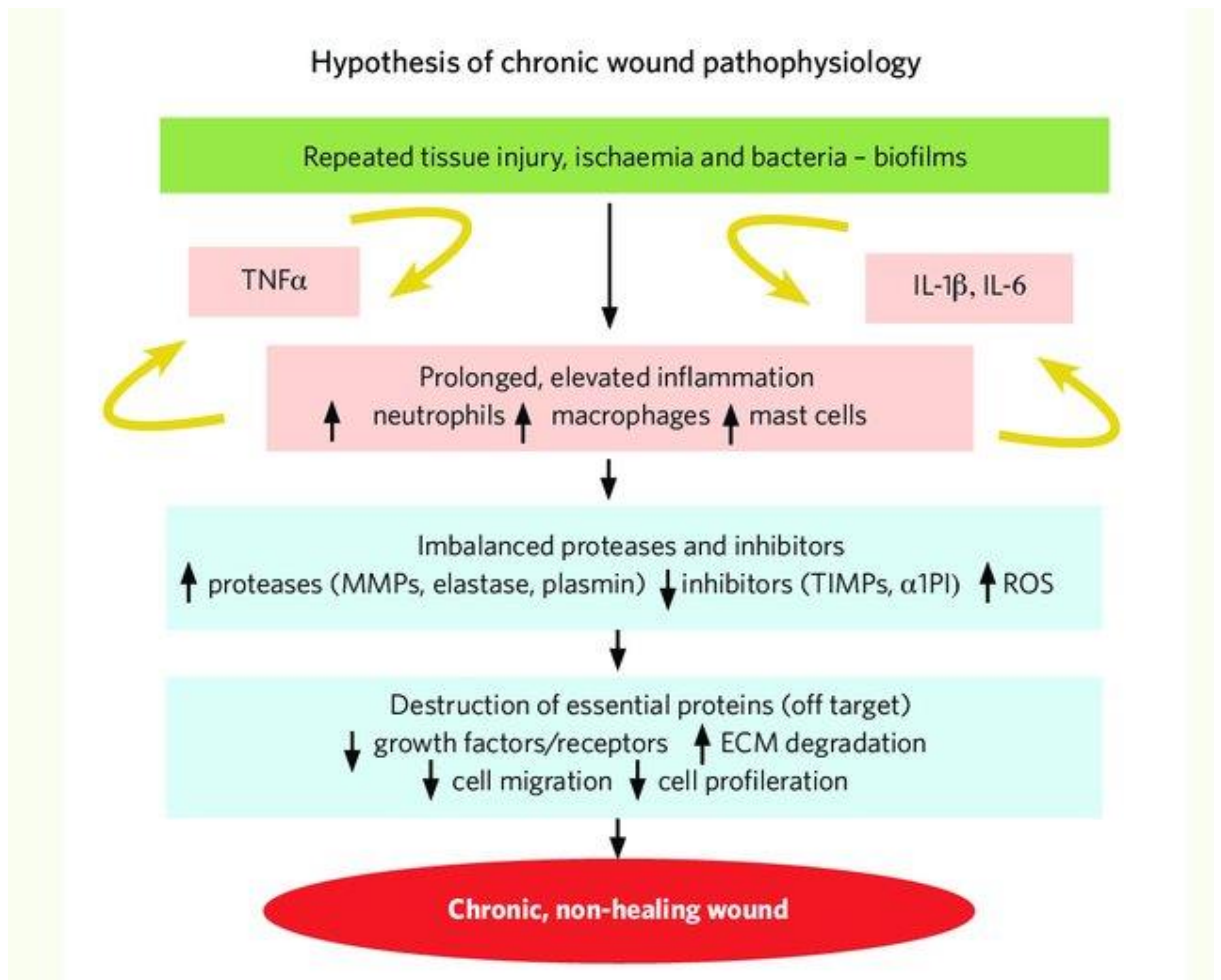 Hypothesis of chronic wound pathophysiology
Repeated tissue injury, ischaemia and bacteria – biofilms
TNFα
IL-1β, IL-6
Prolonged, elevated inflammation
neutrophils macrophages mast cells
Imbalanced proteases and inhibitors
proteases (MMPs, elastase, plasmin) inhibitors (TIMPs, α1PI) ROS
Destruction of essential proteins (off target)
growth factors/receptors ECM degradation
cell migration cell profileration
Chronic, non-healing wound